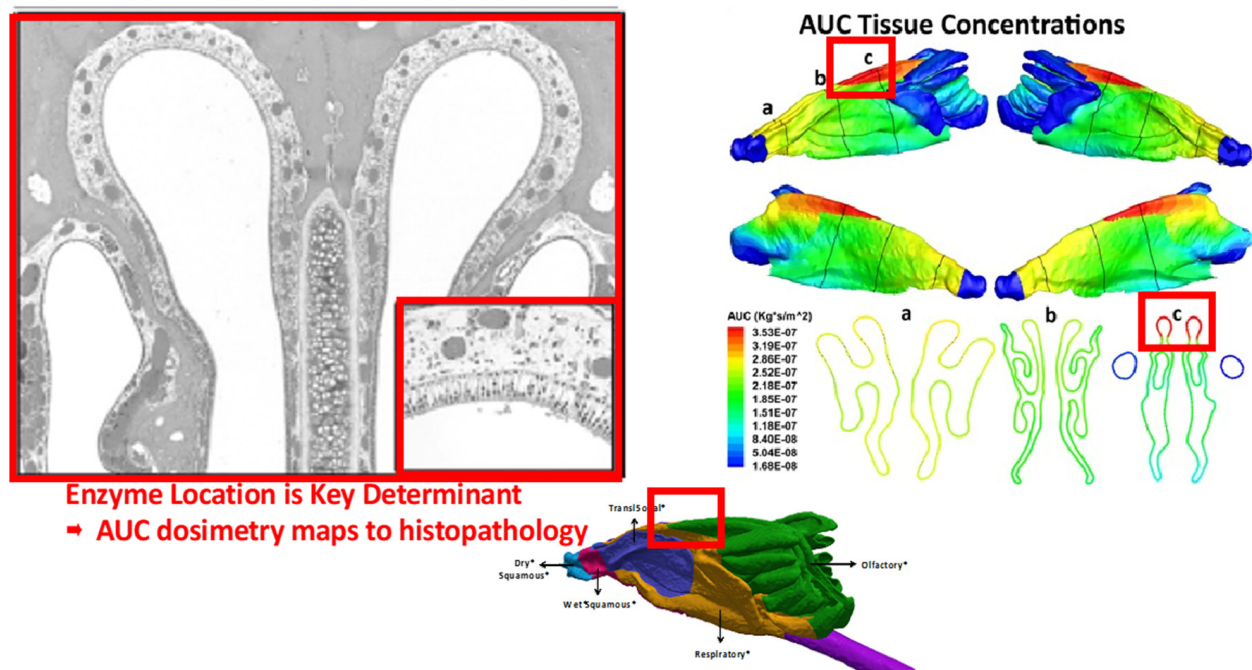 AUC Tissue Concentrations
c
b
a
Enzyme Location is Key Determinant
➡ AUC dosimetry maps to histopathology
AUC (Kg*s/m^2)
3.53E-07
3.19E-07
2.86E-07
2.52E-07
2.18E-07
1.85E-07
1.51E-07
1.18E-07
8.40E-08
5.04E-08
1.68E-08
a
b
c
Transi5onal*
Dry*
Squamous*
Wet*Squamous*
Olfactory*
Respiratory*